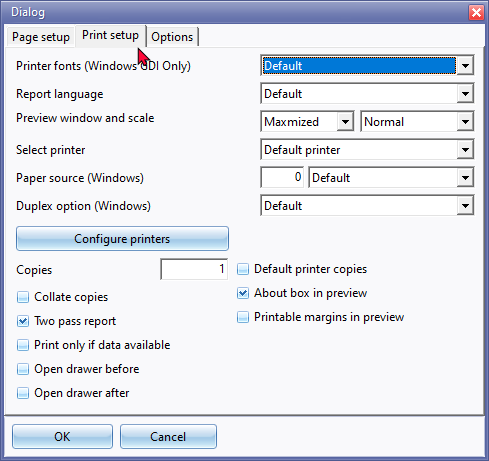 Dialog
Page setup Print setup Options
Printer fonts (Windows GDI Only) Default
Report language Default
Preview window and scale Maxmized Normal
Select printer Default printer
Paper source (Windows) 0 Default
Duplex option (Windows) Default
Configure printers
Copies 1 Default printer copies
Collate copies About box in preview
Two pass report Printable margins in preview
Print only if data available
Open drawer before
Open drawer after
OK Cancel